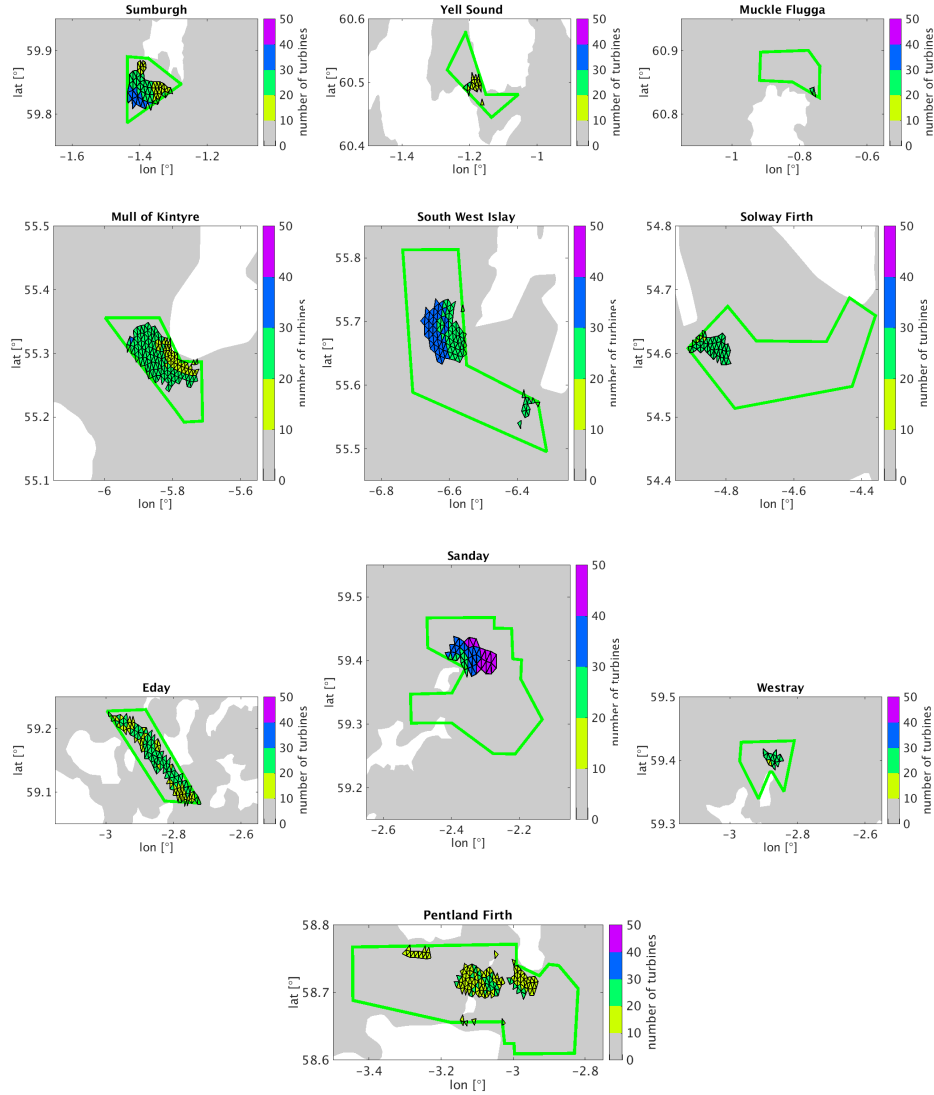 Sumburgh
59.9
59.8
lat [°]
−1.6 −1.4 −1.2
lon [°]
50
40
30
20
10
0
number of turbines
Yell Sound
60.6
60.5
60.4
lat [°]
−1.4 −1.2 −1
lon [°]
50
40
30
20
10
0
number of turbines
Muckle Flugga
60.9
60.8
lat [°]
−1 −0.8 −0.6
lon [°]
50
40
30
20
10
0
number of turbines
Mull of Kintyre
55.5
55.4
55.3
55.2
55.1
lat [°]
−6 −5.8 −5.6
lon [°]
50
40
30
20
10
0
number of turbines
South West Islay
55.8
55.7
55.6
55.5
lat [°]
−6.8 −6.6 −6.4
lon [°]
50
40
30
20
10
0
number of turbines
Solway Firth
54.8
54.7
54.6
54.5
54.4
lat [°]
−4.8 −4.6 −4.4
lon [°]
50
40
30
20
10
0
number of turbines
Eday
59.2
59.1
lat [°]
−3 −2.8 −2.6
lon [°]
50
40
30
20
10
0
number of turbines
Sanday
59.5
59.4
59.3
59.2
lat [°]
−2.6 −2.4 −2.2
lon [°]
50
40
30
20
10
0
number of turbines
Westray
59.5
59.4
59.3
lat [°]
−3 −2.8 −2.6
lon [°]
50
40
30
20
10
0
number of turbines
Pentland Firth
58.8
58.7
58.6
lat [°]
−3.4 −3.2 −3 −2.8
lon [°]
50
40
30
20
10
0
number of turbines